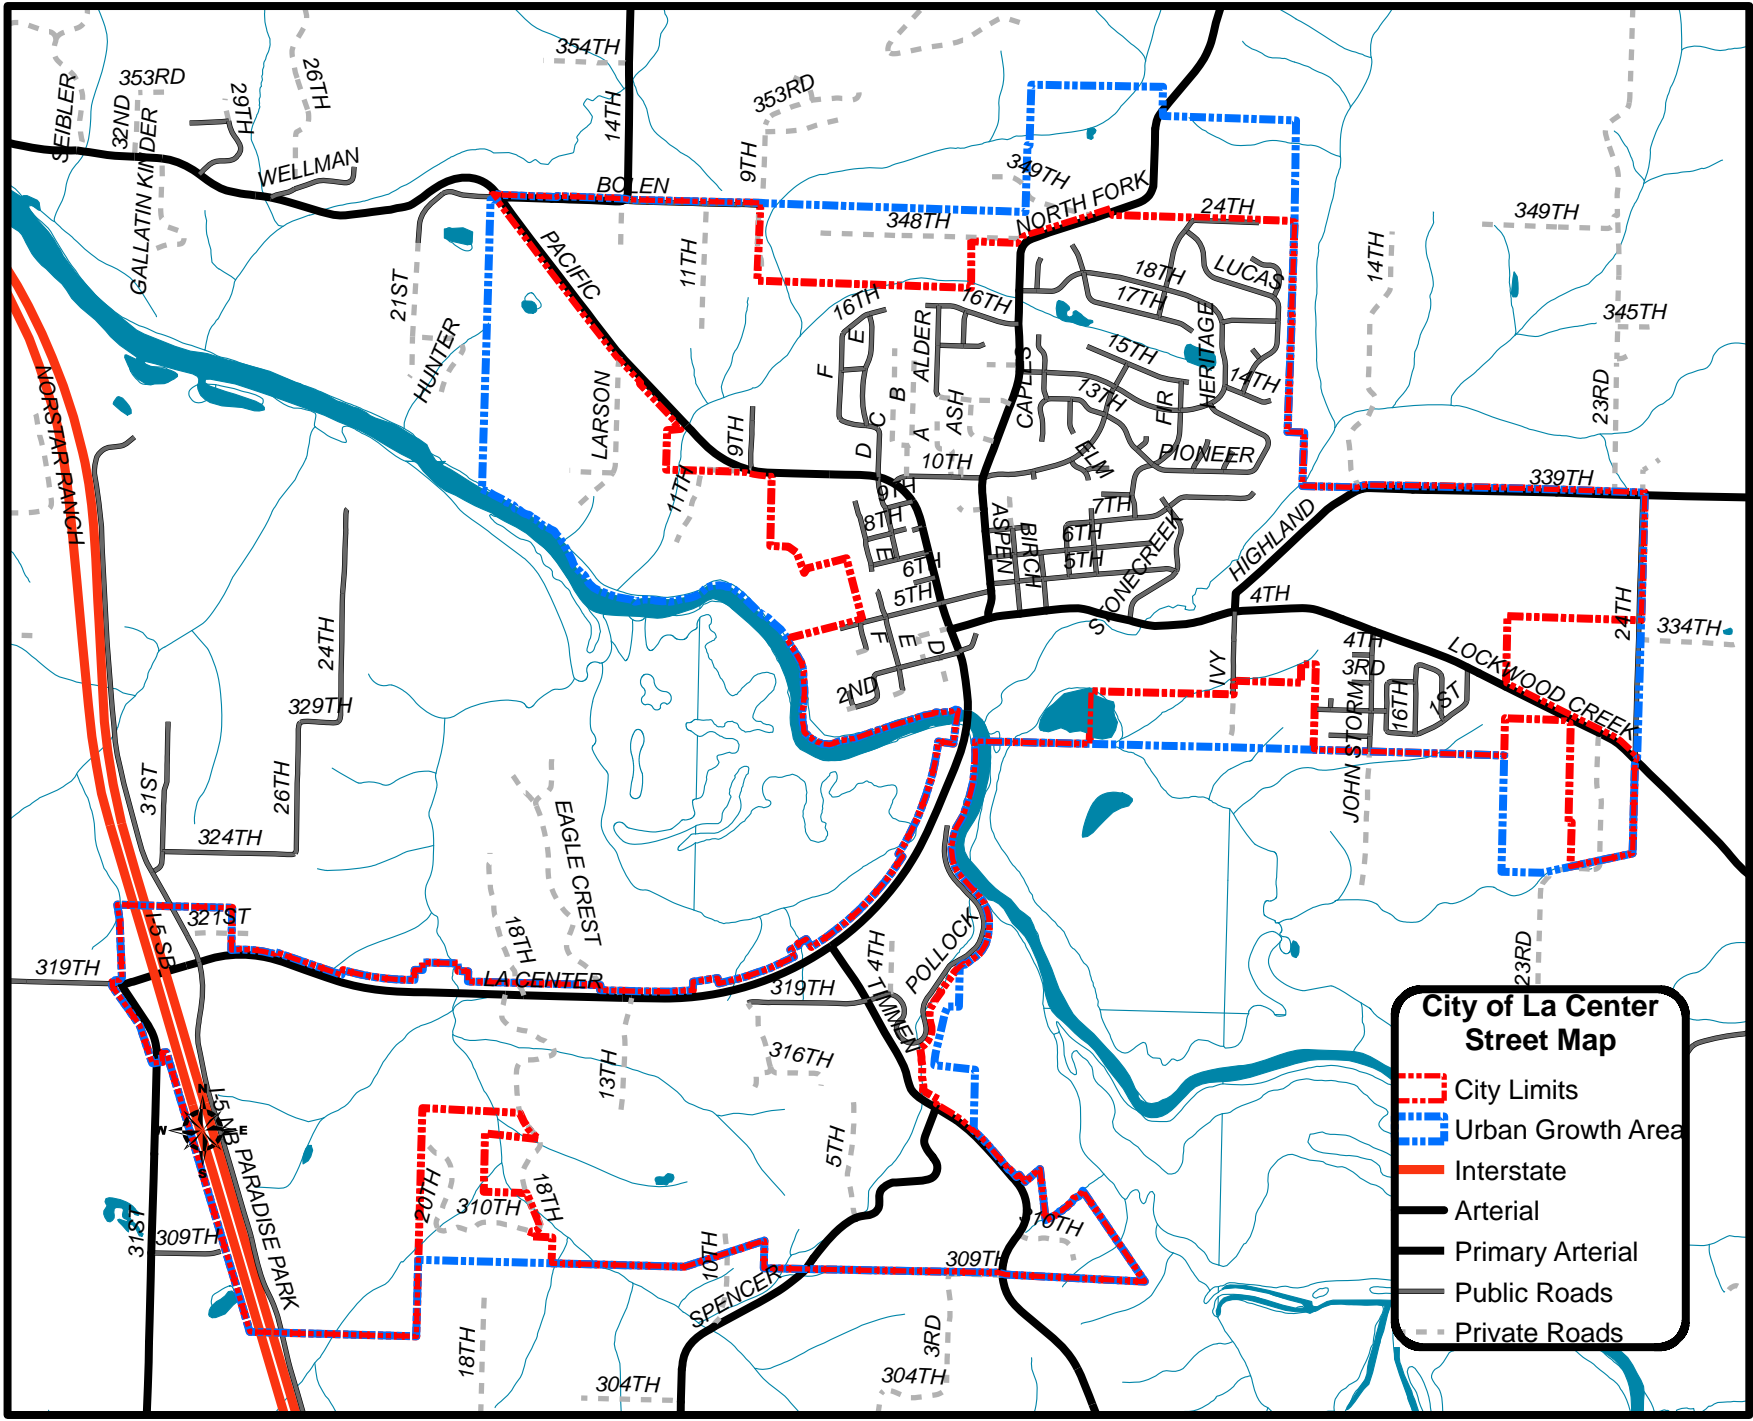 354TH
353RD
26TH
SEIBLER
32ND
29TH
353RD
14TH
GALLATIN KINDER
WELLMAN
9TH
BOLEN
349TH
NORTH FORK
24TH
348TH
349TH
PACIFIC
11TH
14TH
21ST
18TH
LUCAS
17TH
16TH
16TH
345TH
HUNTER
E
ALDER
HERITAGE
15TH
F
CAPLES
14TH
NORSTAR RANCH
LARSON
B
13TH
FIR
23RD
C
ASH
A
9TH
D
10TH
ELM
PIONEER
339TH
11TH
9TH
8TH
7TH
ASPEN
BIRCH
6TH
HIGHLAND
E
6TH
5TH
STONECREEK
5TH
4TH
24TH
24TH
F
E
D
334TH
4TH
LOCKWOOD CREEK
3RD
IVY
2ND
16TH
1ST
JOHN STORM
329TH
31ST
26TH
324TH
EAGLE CREST
321ST
I-5 SB
18TH
4TH
POLLOCK
23RD
319TH
LA CENTER
319TH
TIMMEN
City of La Center
Street Map
316TH
13TH
City Limits
I-5 NB
N
W
E
S
Urban Growth Area
5TH
Interstate
PARADISE PARK
20TH
310TH
18TH
Arterial
31ST
309TH
10TH
10TH
309TH
Primary Arterial
SPENCER
Public Roads
18TH
3RD
Private Roads
304TH
304TH